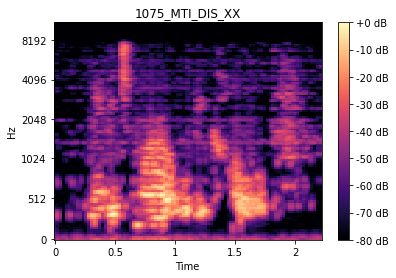 1075_MTI_DIS_XX
+0 dB
8192
-10 dB
4096
-20 dB
-30 dB
2048
Hz
-40 dB
1024
-50 dB
512
-60 dB
-70 dB
0
-80 dB
0
0.5
1
1.5
2
Time